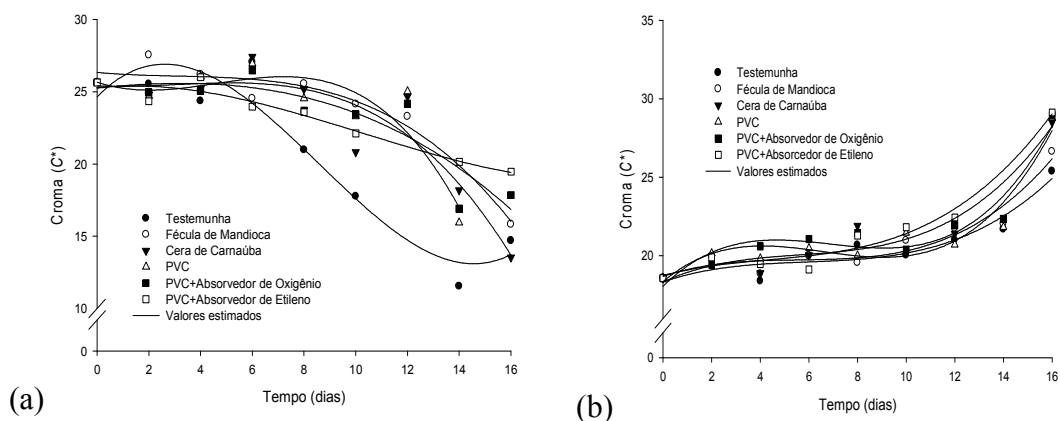 30
25
20
15
10
0
Croma (C*)
Testemunha
Fécula de Mandioca
Cera de Carnaúba
PVC
PVC+Absorvedor de Oxigênio
PVC+Absorvedor de Etileno
Valores estimados
0 2 4 6 8 10 12 14 16
Tempo (dias)
(a)
35
30
25
20
0
Croma (C*)
Testemunha
Fécula de Mandioca
Cera de Carnaúba
PVC
PVC+Absorvedor de Oxigênio
PVC+Absorcedor de Etileno
Valores estimados
0 2 4 6 8 10 12 14 16
Tempo (dias)
(b)